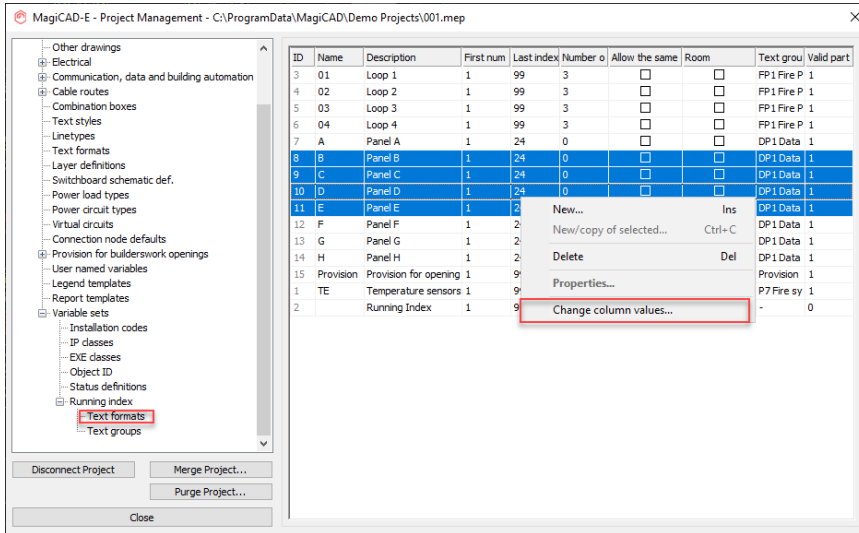 MagiCAD-E - Project Management - C:\ProgramData\MagiCAD\Demo Projects\001.mep
Other drawings
Electrical
Communication, data and building automation
Cable routes
Combination boxes
Text styles
Linetypes
Text formats
Layer definitions
Switchboard schematic def.
Power load types
Power circuit types
Virtual circuits
Connection node defaults
Provision for builderswork openings
User named variables
Legend templates
Report templates
Variable sets
Installation codes
IP classes
EXE classes
Object ID
Status definitions
Running index
Text formats
Text groups
Disconnect Project Merge Project...
Purge Project...
Close
ID Name Description First num Last index Number o Allow the same Room Text grou Valid part
3 01 Loop 1 1 99 3 FP1 Fire P 1
4 02 Loop 2 1 99 3 FP1 Fire P 1
5 03 Loop 3 1 99 3 FP1 Fire P 1
6 04 Loop 4 1 99 3 FP1 Fire P 1
7 A Panel A 1 24 0 DP1 Data 1
8 B Panel B 1 24 0 DP1 Data 1
9 C Panel C 1 24 0 DP1 Data 1
10 D Panel D 1 24 0 DP1 Data 1
11 E Panel E 1 2 DP1 Data 1
12 F Panel F 1 2 DP1 Data 1
13 G Panel G 1 2 DP1 Data 1
14 H Panel H 1 2 DP1 Data 1
15 Provision Provision for opening 1 9 Provision 1
1 TE Temperature sensors 1 9 P7 Fire sy 1
2 Running Index 1 9 - 0
New... Ins
New/copy of selected... Ctrl+C
Delete Del
Properties...
Change column values...